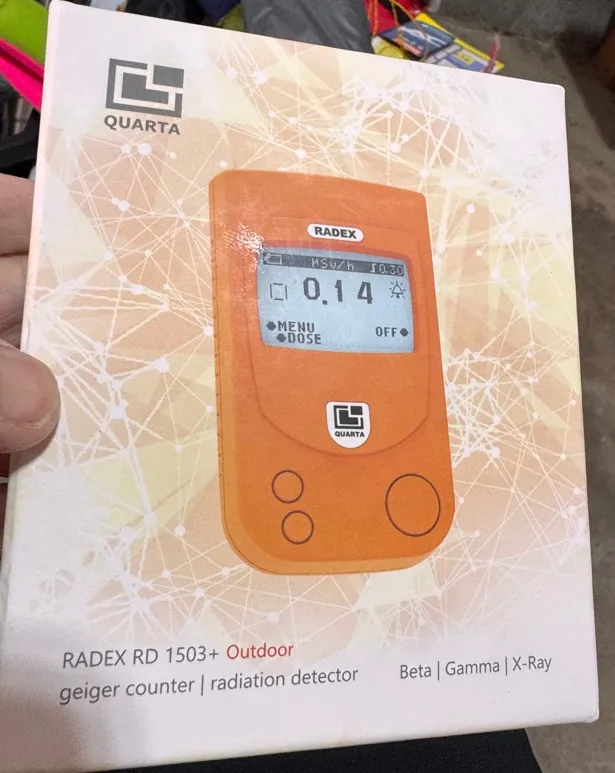 QUARTA
RADEX
μSv/h 0.30
0.14
MENU
DOSE
OFF
QUARTA
RADEX RD 1503+ Outdoor
geiger counter | radiation detector
Beta | Gamma | X-Ray